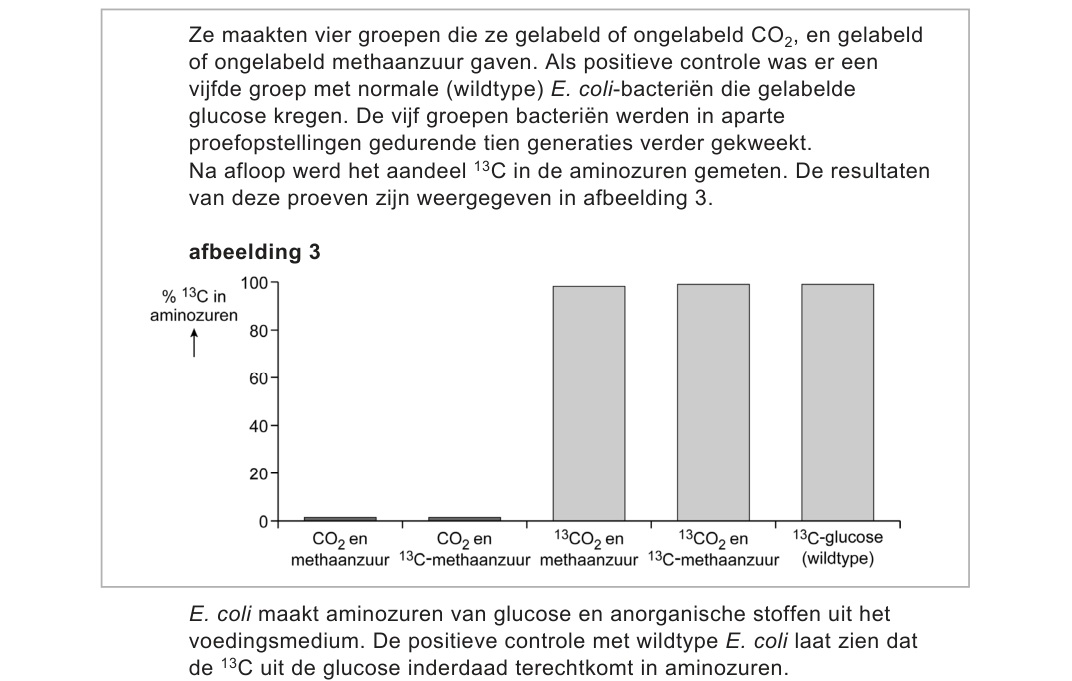 Ze maakten vier groepen die ze gelabeld of ongelabeld CO₂, en gelabeld
of ongelabeld methaanzuur gaven. Als positieve controle was er een
vijfde groep met normale (wildtype) E. coli-bacteriën die gelabelde
glucose kregen. De vijf groepen bacteriën werden in aparte
proefopstellingen gedurende tien generaties verder gekweekt.
Na afloop werd het aandeel ¹³C in de aminozuren gemeten. De resultaten
van deze proeven zijn weergegeven in afbeelding 3.
afbeelding 3
% ¹³C in
aminozuren
100
80
60
40
20
0
CO₂ en
methaanzuur
CO₂ en
¹³C-methaanzuur
¹³CO₂ en
methaanzuur
¹³CO₂ en
¹³C-methaanzuur
¹³C-glucose
(wildtype)
E. coli maakt aminozuren van glucose en anorganische stoffen uit het
voedingsmedium. De positieve controle met wildtype E. coli laat zien dat
de ¹³C uit de glucose inderdaad terechtkomt in aminozuren.